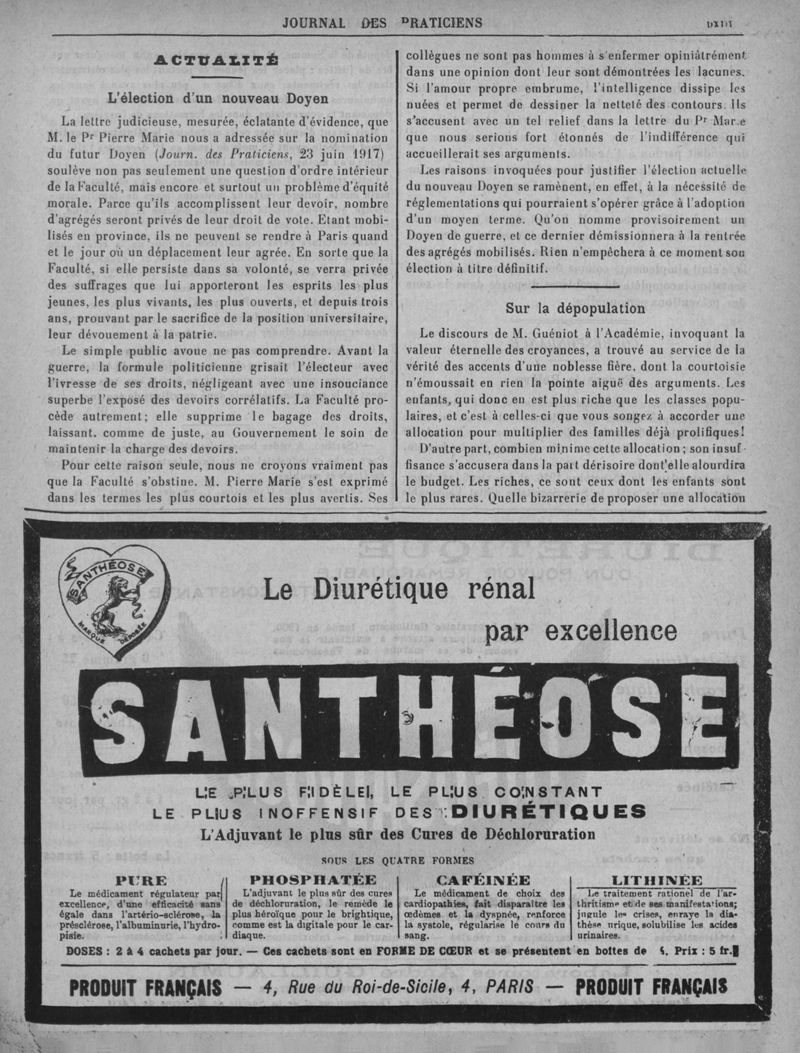 JOURNAL DES PRATICIENS
ACTUALITÉ
L'élection d'un nouveau Doyen
La lettre judicieuse, mesurée, éclatante d'évidence, que
M. le Pr Pierre Marie nous a adressée sur la nomination
du futur Doyen (Journ. des Praticiens, 23 juin 1917)
soulève non pas seulement une question d'ordre intérieur
de la Faculté, mais encore et surtout un problème d'équité
morale. Parce qu'ils accomplissent leur devoir, nombre
d'agrégés seront privés de leur droit de vote. Etant mobi-
lisés en province, ils ne peuvent se rendre à Paris quand
et le jour où un déplacement leur agrée. En sorte que la
Faculté, si elle persiste dans sa volonté, se verra privée
des suffrages que lui apporteront les esprits les plus
jeunes, les plus vivants, les plus ouverts, et depuis trois
ans, prouvant par le sacrifice de la position universitaire,
leur dévouement à la patrie.
Le simple public avoue ne pas comprendre. Avant la
guerre, la formule politicienne grisait l'électeur avec
l'ivresse de ses droits, négligeant avec une insouciance
superbe l'exposé des devoirs corrélatifs. La Faculté pro-
cède autrement; elle supprime le bagage des droits,
laissant, comme de juste, au Gouvernement le soin de
maintenir la charge des devoirs.
Pour cette raison seule, nous ne croyons vraiment pas
que la Faculté s'obstine. M. Pierre Marie s'est exprimé
dans les termes les plus courtois et les plus avertis. Ses
collègues ne sont pas hommes à s'enfermer opiniâtrément
dans une opinion dont leur sont démontrées les lacunes.
Si l'amour propre embrume, l'intelligence dissipe les
nuées et permet de dessiner la netteté des contours. Ils
s'accusent avec un tel relief dans la lettre du Pr Marie
que nous serions fort étonnés de l'indifférence qui
accueillerait ses arguments.
Les raisons invoquées pour justifier l'élection actuelle
du nouveau Doyen se ramènent, en effet, à la nécessité de
réglementations qui pourraient s'opérer grâce à l'adoption
d'un moyen terme. Qu'on nomme provisoirement un
Doyen de guerre, et ce dernier démissionnera à la rentrée
des agrégés mobilisés. Rien n'empêchera à ce moment son
élection à titre définitif.
Sur la dépopulation
Le discours de M. Guéniot à l'Académie, invoquant la
valeur éternelle des croyances, a trouvé au service de la
vérité des accents d'une noblesse fière, dont la courtoisie
n'émoussait en rien la pointe aiguë des arguments. Les
enfants, qui donc en est plus riche que les classes popu-
laires, et c'est à celles-ci que vous songez à accorder une
allocation pour multiplier des familles déjà prolifiques!
D'autre part, combien minime cette allocation; son insuf-
fisance s'accusera dans la part dérisoire dont elle alourdira
le budget. Les riches, ce sont ceux dont les enfants sont
le plus rares. Quelle bizarrerie de proposer une allocation
SANTHÉOSE
MARQUE DÉPOSÉE
Le Diurétique rénal
par excellence
SANTHÉOSE
LE PLUS FIDÈLE, LE PLUS CONSTANT
LE PLUS INOFFENSIF DES DIURÉTIQUES
L'Adjuvant le plus sûr des Cures de Déchloruration
SOUS LES QUATRE FORMES
PURE
Le médicament régulateur par
excellence, d'une efficacité sans
égale dans l'artério-sclérose, la
présclérose, l'albuminurie, l'hydro-
pisie.
PHOSPHATÉE
L'adjuvant le plus sûr des cures
de déchloruration, le remède le
plus héroïque pour le brightique,
comme est la digitale pour le car-
diaque.
CAFÉINÉE
Le médicament de choix des
cardiopathies, fait disparaître les
œdèmes et la dyspnée, renforce
la systole, régularise le cours du
sang.
LITHINÉE
Le traitement rationel de l'ar-
thritisme et de ses manifestations;
jugule les crises, enraye la dia-
thèse urique, solubilise les acides
urinaires.
DOSES : 2 à 4 cachets par jour. — Ces cachets sont en FORME DE CŒUR et se présentent en boîtes de Prix : 5 fr.
PRODUIT FRANÇAIS — 4, Rue du Roi-de-Sicile, 4, PARIS — PRODUIT FRANÇAIS